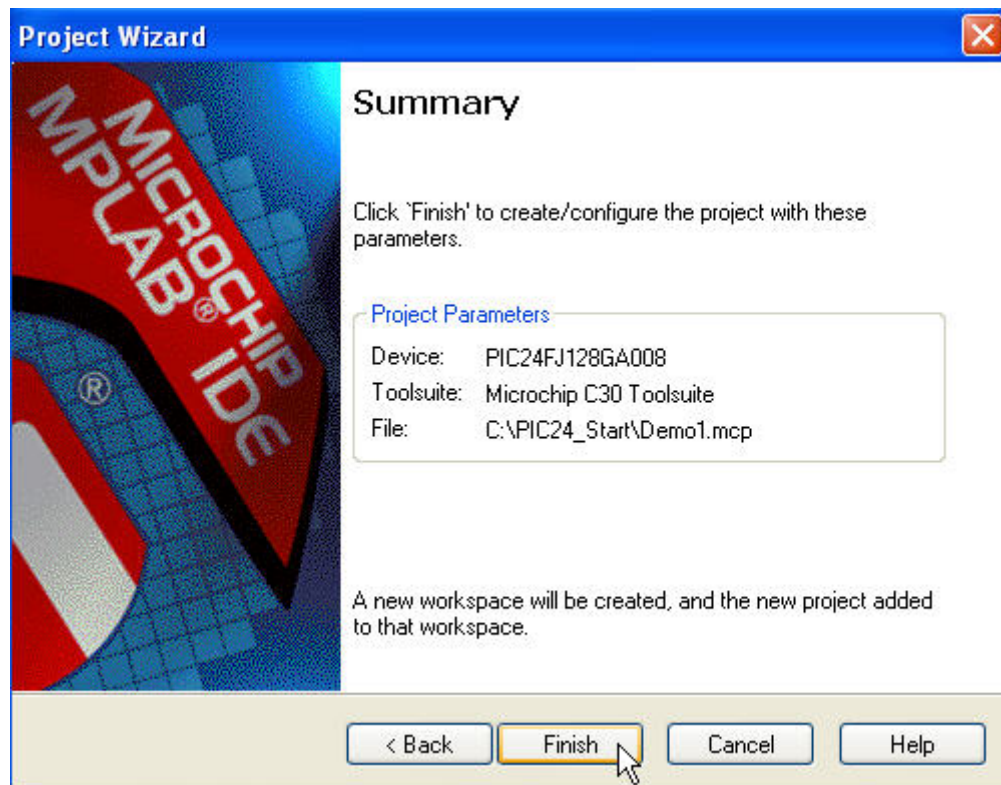 Project Wizard
MICROCHIP
MPLAB® IDE
®
Summary
Click `Finish' to create/configure the project with these
parameters.
Project Parameters
Device: PIC24FJ128GA008
Toolsuite: Microchip C30 Toolsuite
File: C:\PIC24_Start\Demo1.mcp
A new workspace will be created, and the new project added
to that workspace.
< Back Finish Cancel Help